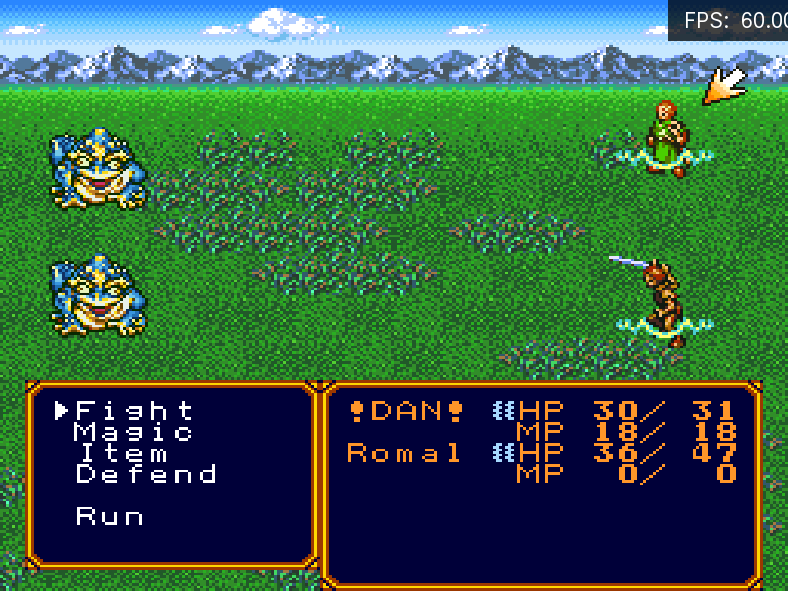 FPS: 60.00
Fight
Magic
Item
Defend
Run
!DAN! HP 30/ 31
MP 18/ 18
Romal HP 36/ 47
MP 0/ 0